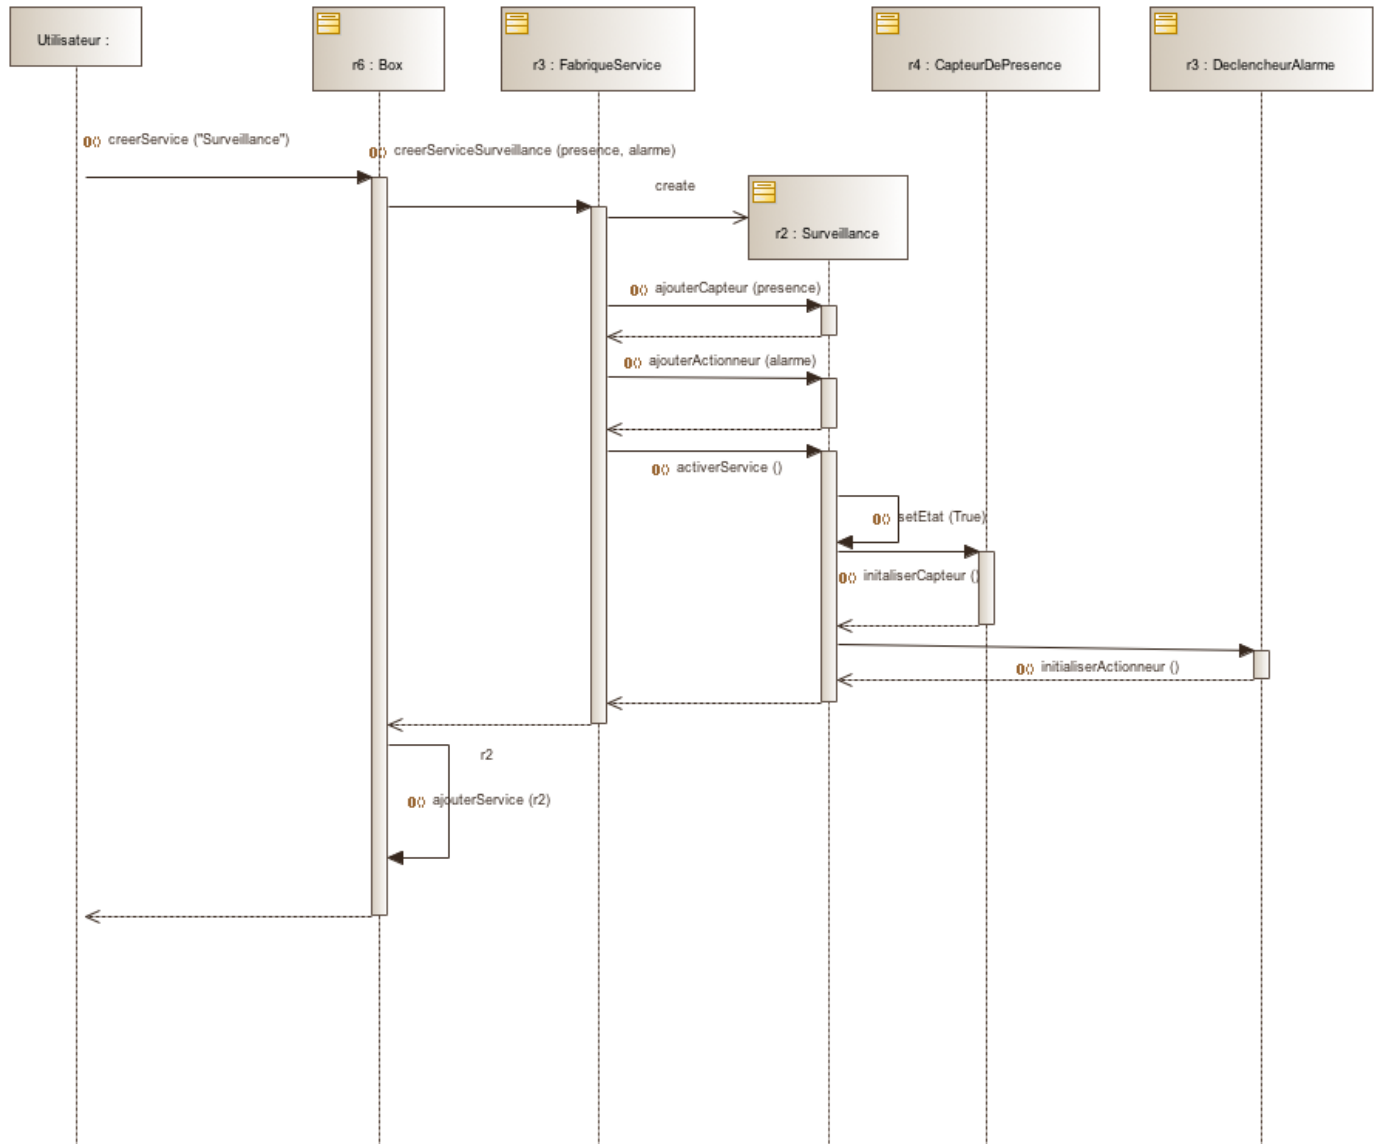 Utilisateur :
r6 : Box
r3 : FabriqueService
r4 : CapteurDePresence
r3 : DeclencheurAlarme
creerService ("Surveillance")
creerServiceSurveillance (presence, alarme)
create
r2 : Surveillance
ajouterCapteur (presence)
ajouterActionneur (alarme)
activerService ()
setEtat (True)
initaliserCapteur ()
initialiserActionneur ()
r2
ajouterService (r2)